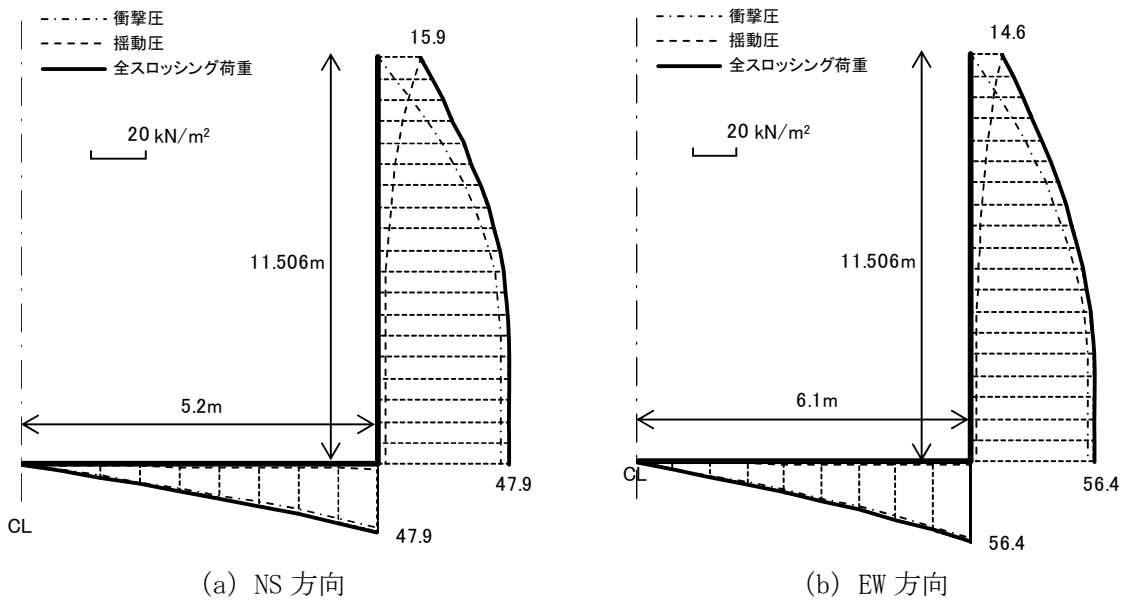 衝撃圧
揺動圧
全スロッシング荷重
15.9
20 kN/m²
11.506m
5.2m
47.9
CL
47.9
(a) NS 方向
衝撃圧
揺動圧
全スロッシング荷重
14.6
20 kN/m²
11.506m
6.1m
56.4
CL
56.4
(b) EW 方向